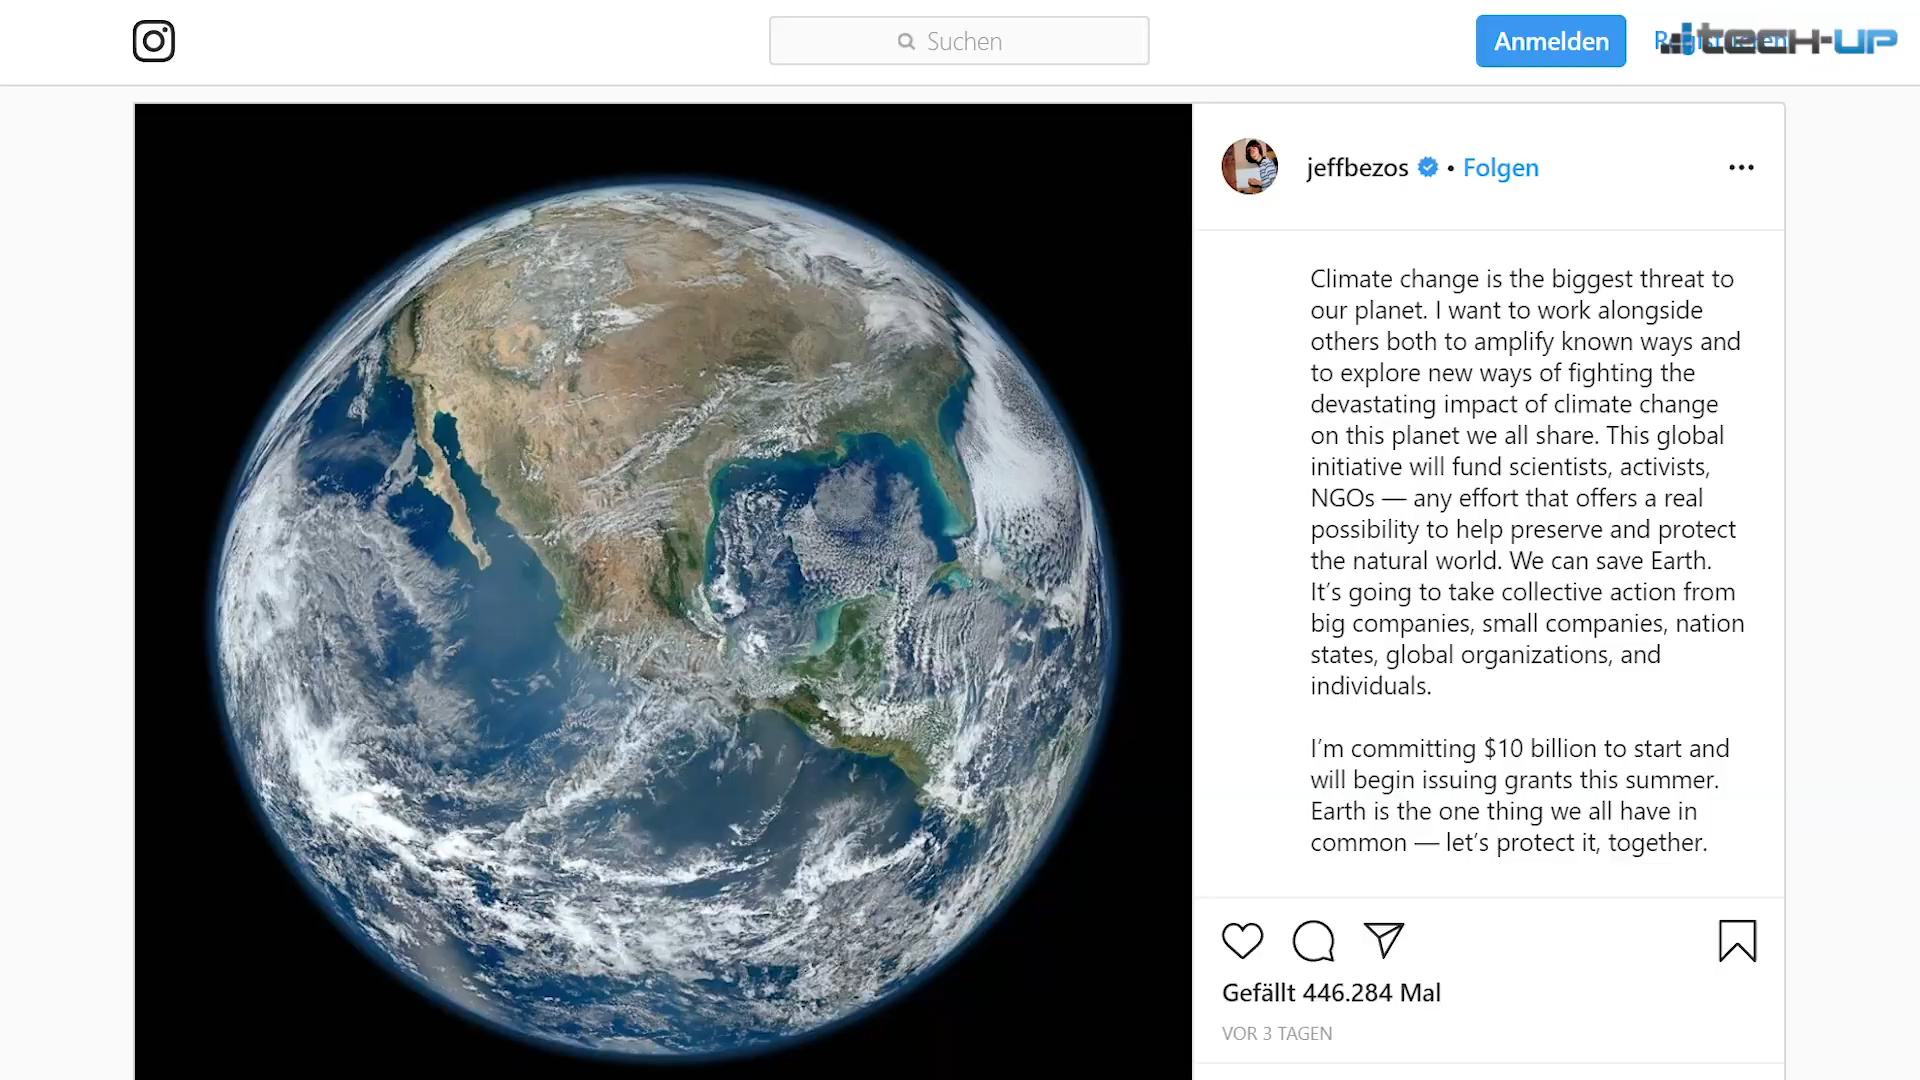 Suchen
Anmelden
tech-up
jeffbezos • Folgen
Climate change is the biggest threat to
our planet. I want to work alongside
others both to amplify known ways and
to explore new ways of fighting the
devastating impact of climate change
on this planet we all share. This global
initiative will fund scientists, activists,
NGOs — any effort that offers a real
possibility to help preserve and protect
the natural world. We can save Earth.
It’s going to take collective action from
big companies, small companies, nation
states, global organizations, and
individuals.
I’m committing $10 billion to start and
will begin issuing grants this summer.
Earth is the one thing we all have in
common — let’s protect it, together.
Gefällt 446.284 Mal
VOR 3 TAGEN